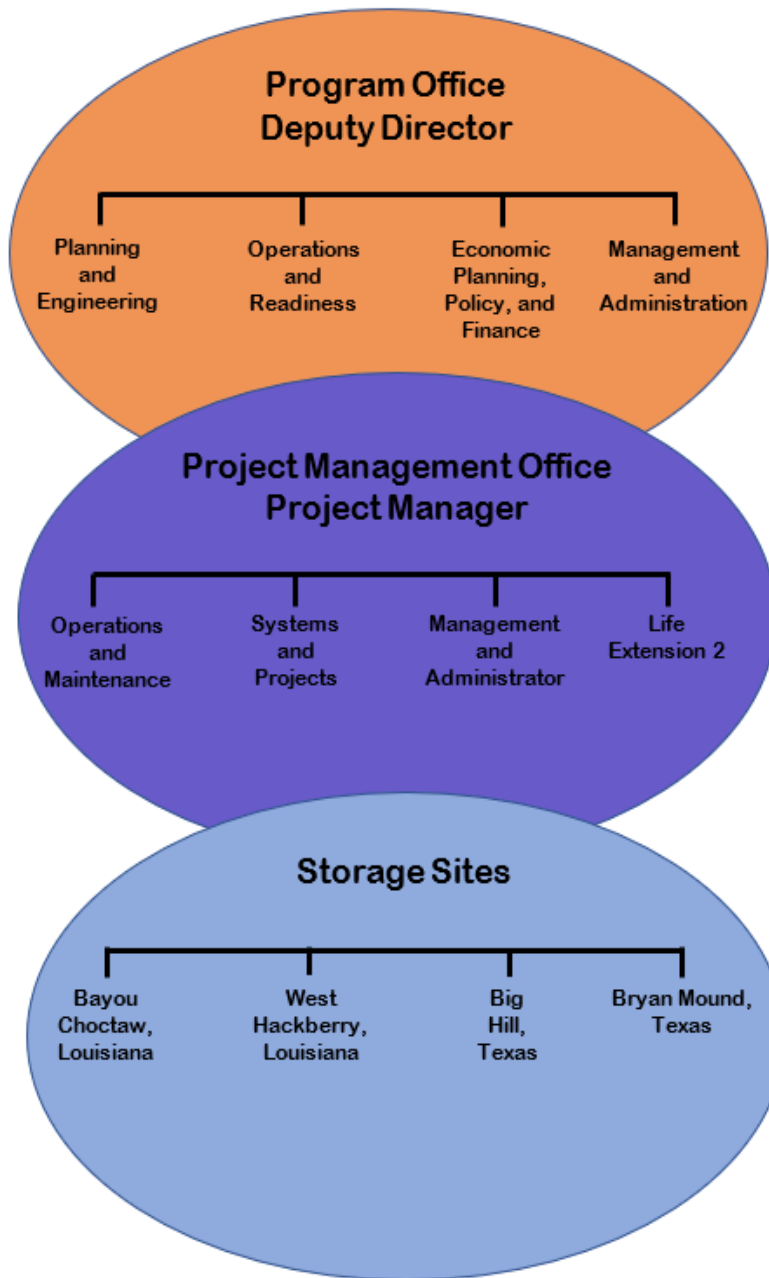 Program Office
Deputy Director
Planning
and
Engineering
Operations
and
Readiness
Economic
Planning,
Policy, and
Finance
Management
and
Administration
Project Management Office
Project Manager
Operations
and
Maintenance
Systems
and
Projects
Management
and
Administrator
Life
Extension 2
Storage Sites
Bayou
Choctaw,
Louisiana
West
Hackberry,
Louisiana
Big
Hill,
Texas
Bryan Mound,
Texas